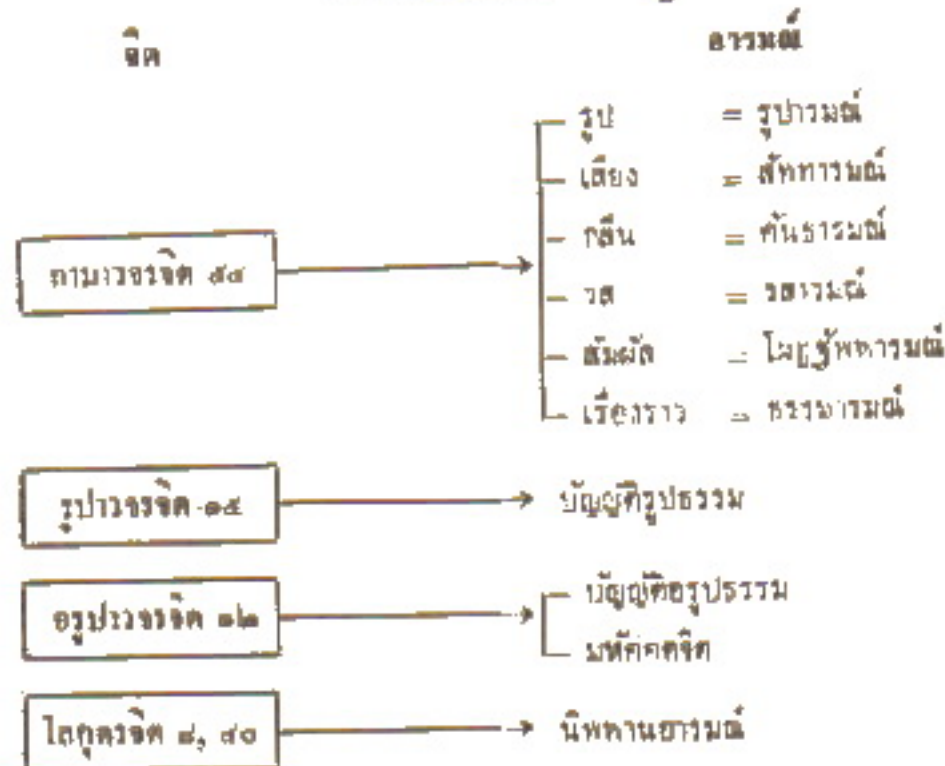 จิต อารมณ์
รูป = รูปารมณ์
เสียง = สัททารมณ์
กลิ่น = คันธารมณ์
กามาวจรจิต ๕๔
รส = รสารมณ์
สัมผัส = โผฏฐัพพารมณ์
เรื่องราว = ธรรมารมณ์
รูปาวจรจิต ๑๕ บัญญัติรูปธรรม
อรูปาวจรจิต ๑๒
บัญญัติอรูปธรรม
มหัคคตจิต
โลกุตรจิต ๘, ๔๐ นิพพานอารมณ์